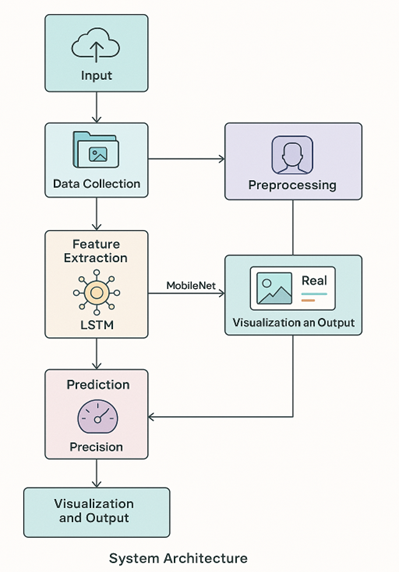 Input
Data Collection
Preprocessing
Feature
Extraction
LSTM
MobileNet
Real
Visualization an Output
Prediction
Precision
Visualization
and Output
System Architecture